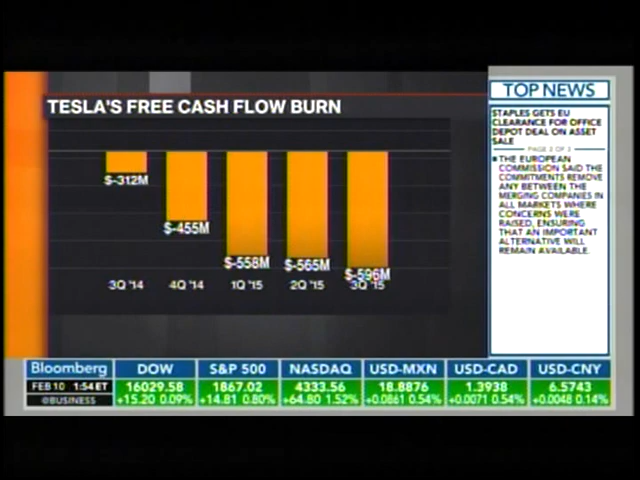 TESLA'S FREE CASH FLOW BURN
$-312M
$-455M
$-558M
$-565M
$-596M
3Q '14
4Q '14
1Q '15
2Q '15
3Q '15
TOP NEWS
STAPLES GETS EU
CLEARANCE FOR OFFICE
DEPOT DEAL ON ASSET
SALE
PAGE 2 OF 3
THE EUROPEAN
COMMISSION SAID THE
COMMITMENTS REMOVE
ANY BETWEEN THE
MERGING COMPANIES IN
ALL MARKETS WHERE
CONCERNS WERE
RAISED, ENSURING
THAT AN IMPORTANT
ALTERNATIVE WILL
REMAIN AVAILABLE.
Bloomberg DOW S&P 500 NASDAQ USD-MXN USD-CAD USD-CNY
FEB 10 1:54 ET 16029.58 1867.02 4333.56 18.8876 1.3938 6.5743
@BUSINESS +15.20 0.09% +14.81 0.80% +64.80 1.52% +0.0861 0.54% +0.0071 0.54% +0.0048 0.14%